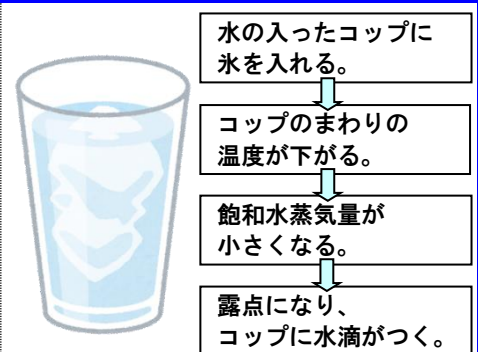 水の入ったコップに
氷を入れる。
コップのまわりの
温度が下がる。
飽和水蒸気量が
小さくなる。
露点になり、
コップに水滴がつく。